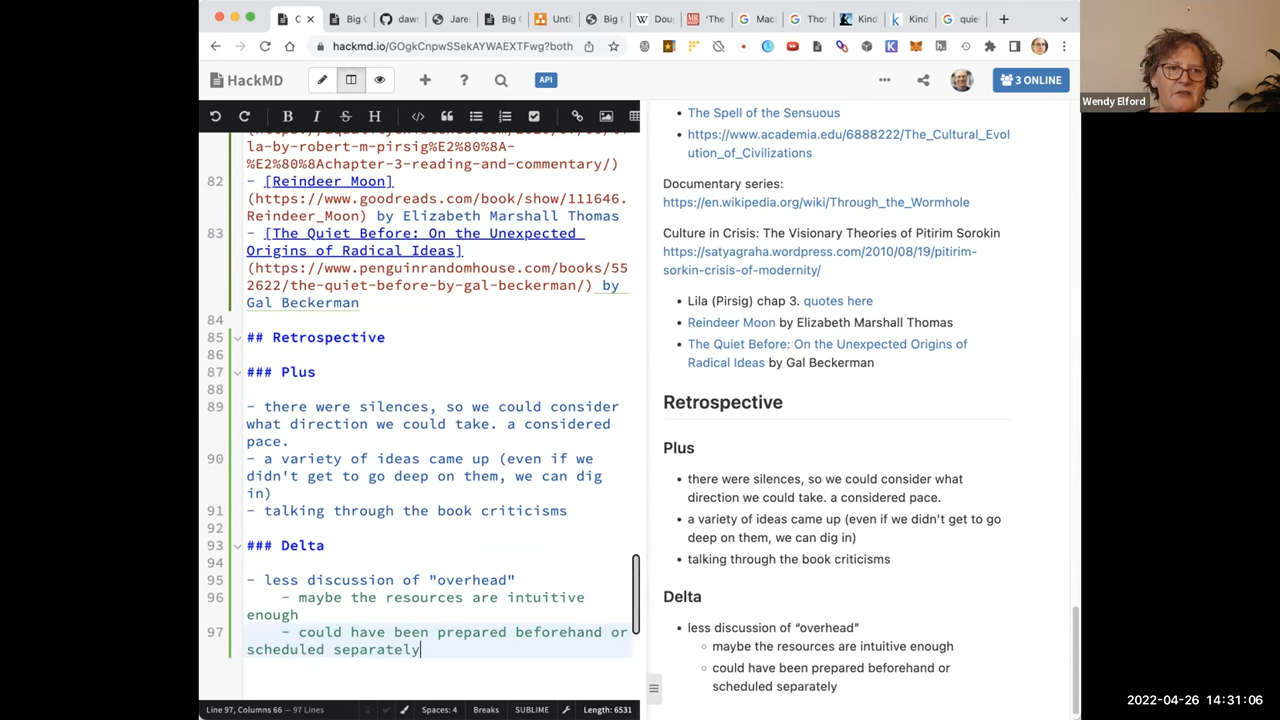 C
Big C
daw
Jare
Big C
Unti
Big C
Doug
'The
Mac
Thor
Kind
Kind
quie
hackmd.io/GOgkCnpwSSekAYWAEXTFwg?both
HackMD
API
3 ONLINE
Wendy Elford
la-by-robert-m-pirsig%E2%80%8A-
%E2%80%8Achapter-3-reading-and-commentary/)
82 - [Reindeer Moon]
(https://www.goodreads.com/book/show/111646.
Reindeer_Moon) by Elizabeth Marshall Thomas
83 - [The Quiet Before: On the Unexpected
Origins of Radical Ideas]
(https://www.penguinrandomhouse.com/books/55
2622/the-quiet-before-by-gal-beckerman/) by
Gal Beckerman
84
85 ## Retrospective
86
87 ### Plus
88
89 - there were silences, so we could consider
what direction we could take. a considered
pace.
90 - a variety of ideas came up (even if we
didn't get to go deep on them, we can dig
in)
91 - talking through the book criticisms
92
93 ### Delta
94
95 - less discussion of "overhead"
96 - maybe the resources are intuitive
enough
97 - could have been prepared beforehand or
scheduled separately
Line 97, Columns 66 — 97 Lines
Spaces: 4
Breaks
SUBLIME
Length: 6531
The Spell of the Sensuous
https://www.academia.edu/6888222/The_Cultural_Evol
ution_of_Civilizations
Documentary series:
https://en.wikipedia.org/wiki/Through_the_Wormhole
Culture in Crisis: The Visionary Theories of Pitirim Sorokin
https://satyagraha.wordpress.com/2010/08/19/pitirim-
sorokin-crisis-of-modernity/
Lila (Pirsig) chap 3. quotes here
Reindeer Moon by Elizabeth Marshall Thomas
The Quiet Before: On the Unexpected Origins of
Radical Ideas by Gal Beckerman
Retrospective
Plus
there were silences, so we could consider what
direction we could take. a considered pace.
a variety of ideas came up (even if we didn't get to go
deep on them, we can dig in)
talking through the book criticisms
Delta
less discussion of “overhead”
maybe the resources are intuitive enough
could have been prepared beforehand or
scheduled separately
2022-04-26 14:31:06